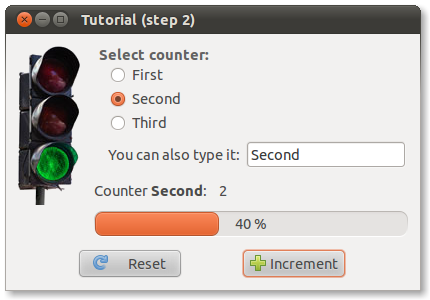 Tutorial (step 2)
Select counter:
First
Second
Third
You can also type it: Second
Counter Second: 2
40 %
Reset Increment